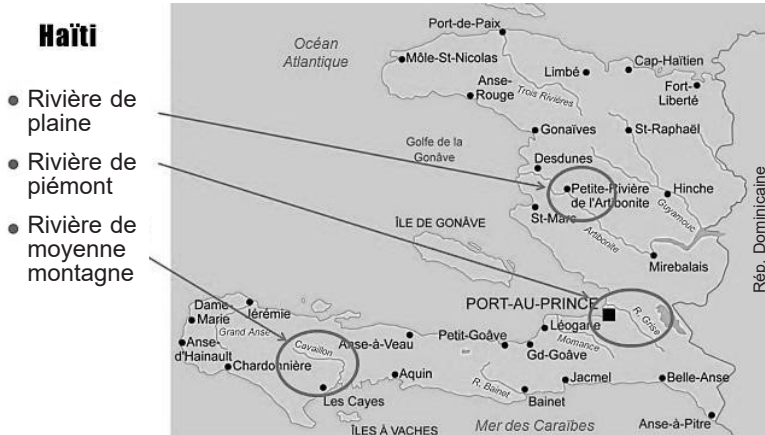 Haïti
Rivière de
plaine
Rivière de
piémont
Rivière de
moyenne
montagne
Océan
Atlantique
Port-de-Paix
Môle-St-Nicolas
Limbé
Cap-Haïtien
Anse-
Rouge
Trois Rivières
Fort-
Liberté
Gonaïves
St-Raphaël
Golfe de la
Gonâve
Desdunes
Petite-Rivière
de l'Artibonite
Hinche
Guyamouc
St-Marc
ÎLE DE GONÂVE
Artibonite
Mirebalais
Rép. Dominicaine
PORT-AU-PRINCE
R. Grise
Dame-
Marie
Jérémie
Grand Anse
Léogane
Anse-
d'Hainault
Cavaillon
Anse-à-Veau
Petit-Goâve
Momance
Gd-Goâve
Chardonnière
Aquin
R. Bainet
Jacmel
Belle-Anse
Les Cayes
Bainet
ÎLES À VACHES
Mer des Caraïbes
Anse-à-Pitre